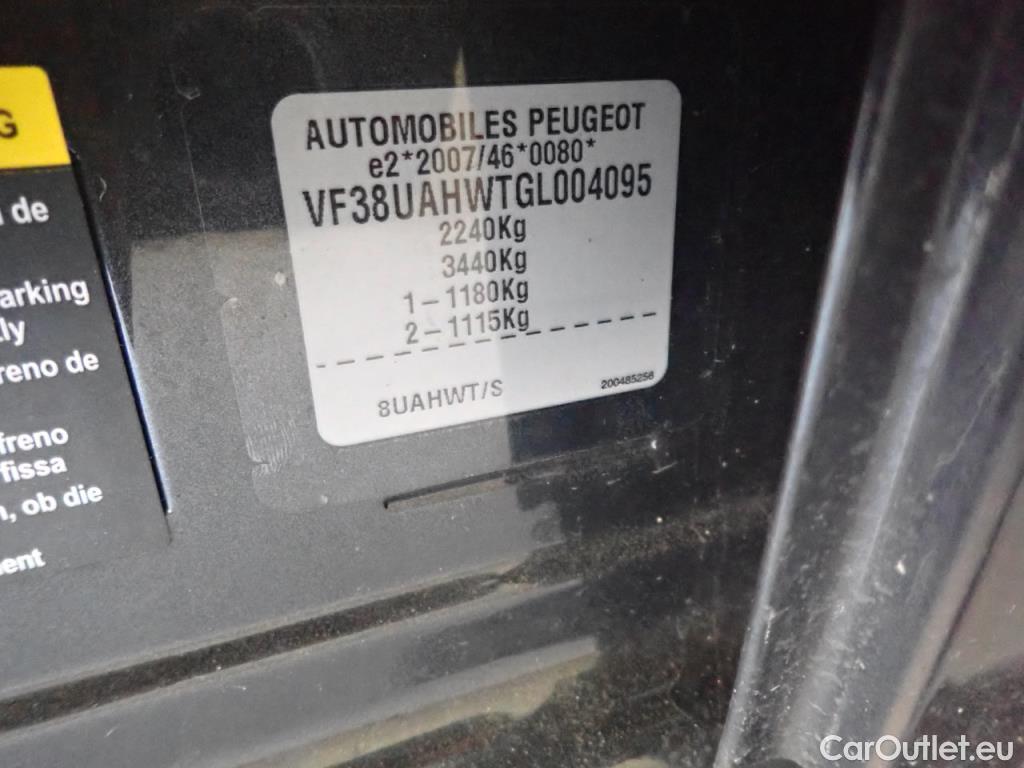 G
de
arking
tly
reno de
freno
fissa
, ob die
ent
AUTOMOBILES PEUGEOT
e2*2007/46*0080*
VF38UAHWTGL004095
2240Kg
3440Kg
1-1180Kg
2-1115Kg
8UAHWT/S
200485256
CarOutlet.eu